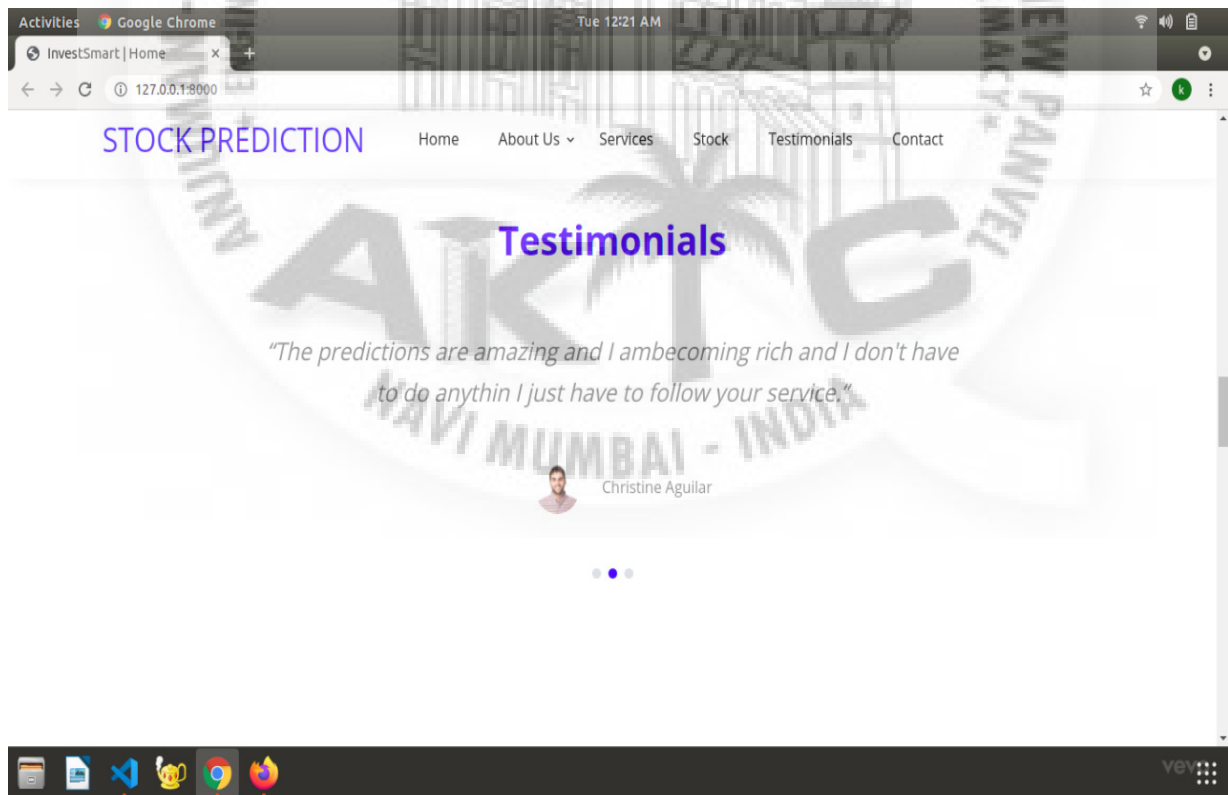 Activities Google Chrome Tue 12:21 AM
InvestSmart | Home × +
127.0.0.1:8000 k
STOCK PREDICTION Home About Us Services Stock Testimonials Contact
Testimonials
“The predictions are amazing and I ambecoming rich and I don't have
to do anythin I just have to follow your service.“
Christine Aguilar
AKTC
NAVI MUMBAI - INDIA
PANVEL